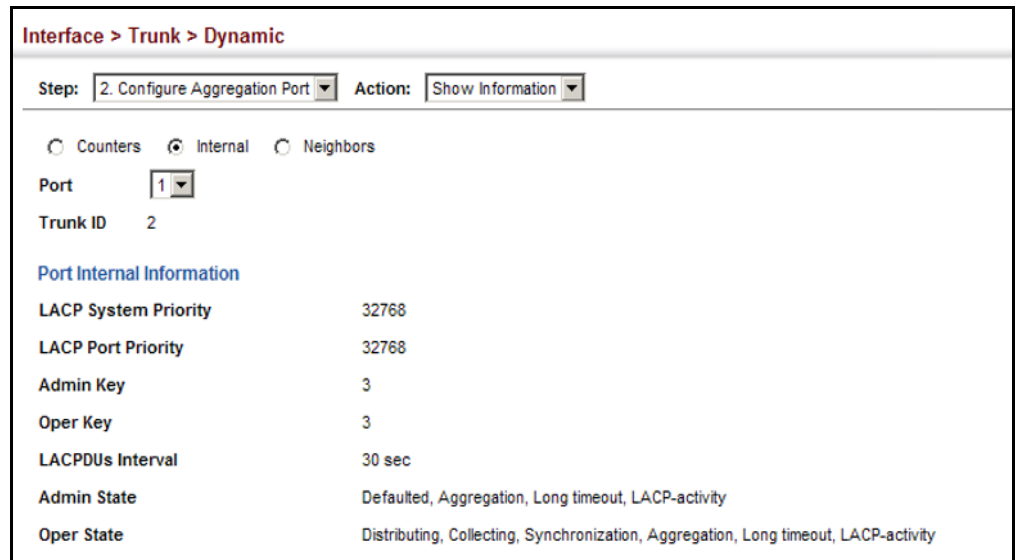 Interface > Trunk > Dynamic
Step: 2. Configure Aggregation Port Action: Show Information
Counters Internal Neighbors
Port 1
Trunk ID 2
Port Internal Information
LACP System Priority 32768
LACP Port Priority 32768
Admin Key 3
Oper Key 3
LACPDUs Interval 30 sec
Admin State Defaulted, Aggregation, Long timeout, LACP-activity
Oper State Distributing, Collecting, Synchronization, Aggregation, Long timeout, LACP-activity